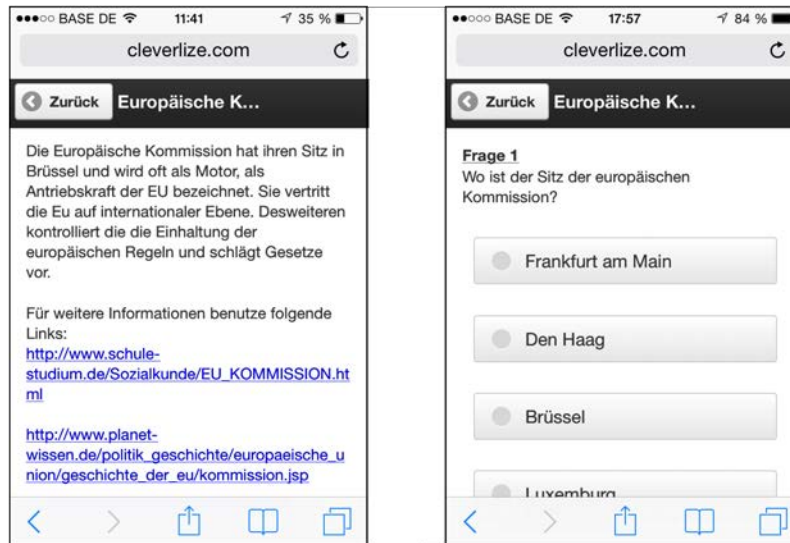 BASE DE 11:41 35 %
cleverlize.com
Zurück Europäische K...
Die Europäische Kommission hat ihren Sitz in
Brüssel und wird oft als Motor, als
Antriebskraft der EU bezeichnet. Sie vertritt
die Eu auf internationaler Ebene. Desweiteren
kontrolliert die die Einhaltung der
europäischen Regeln und schlägt Gesetze
vor.
Für weitere Informationen benutze folgende
Links:
http://www.schule-
studium.de/Sozialkunde/EU_KOMMISSION.ht
ml
http://www.planet-
wissen.de/politik_geschichte/europaeische_u
nion/geschichte_der_eu/kommission.jsp
BASE DE 17:57 84 %
cleverlize.com
Zurück Europäische K...
Frage 1
Wo ist der Sitz der europäischen
Kommission?
Frankfurt am Main
Den Haag
Brüssel
Luxemburg